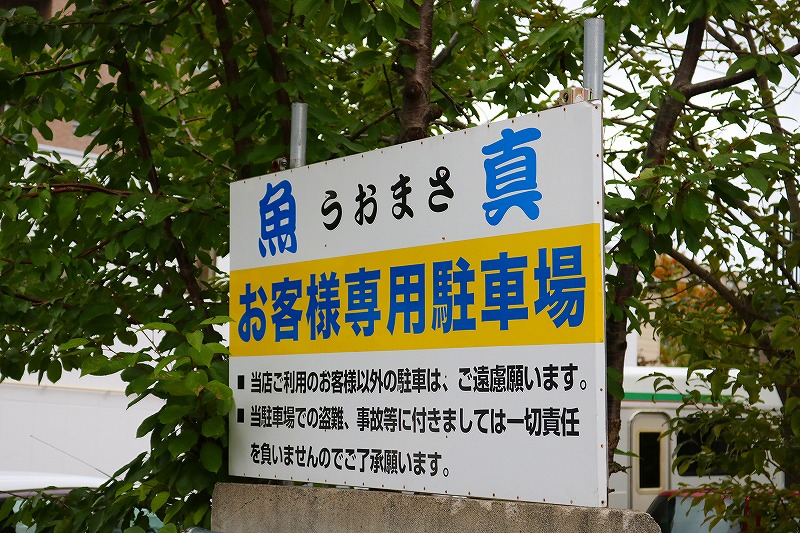 魚 うおまさ 真
お客様専用駐車場
■ 当店ご利用のお客様以外の駐車は、ご遠慮願います。
■ 当駐車場での盗難、事故等に付きましては一切責任
を負いませんのでご了承願います。